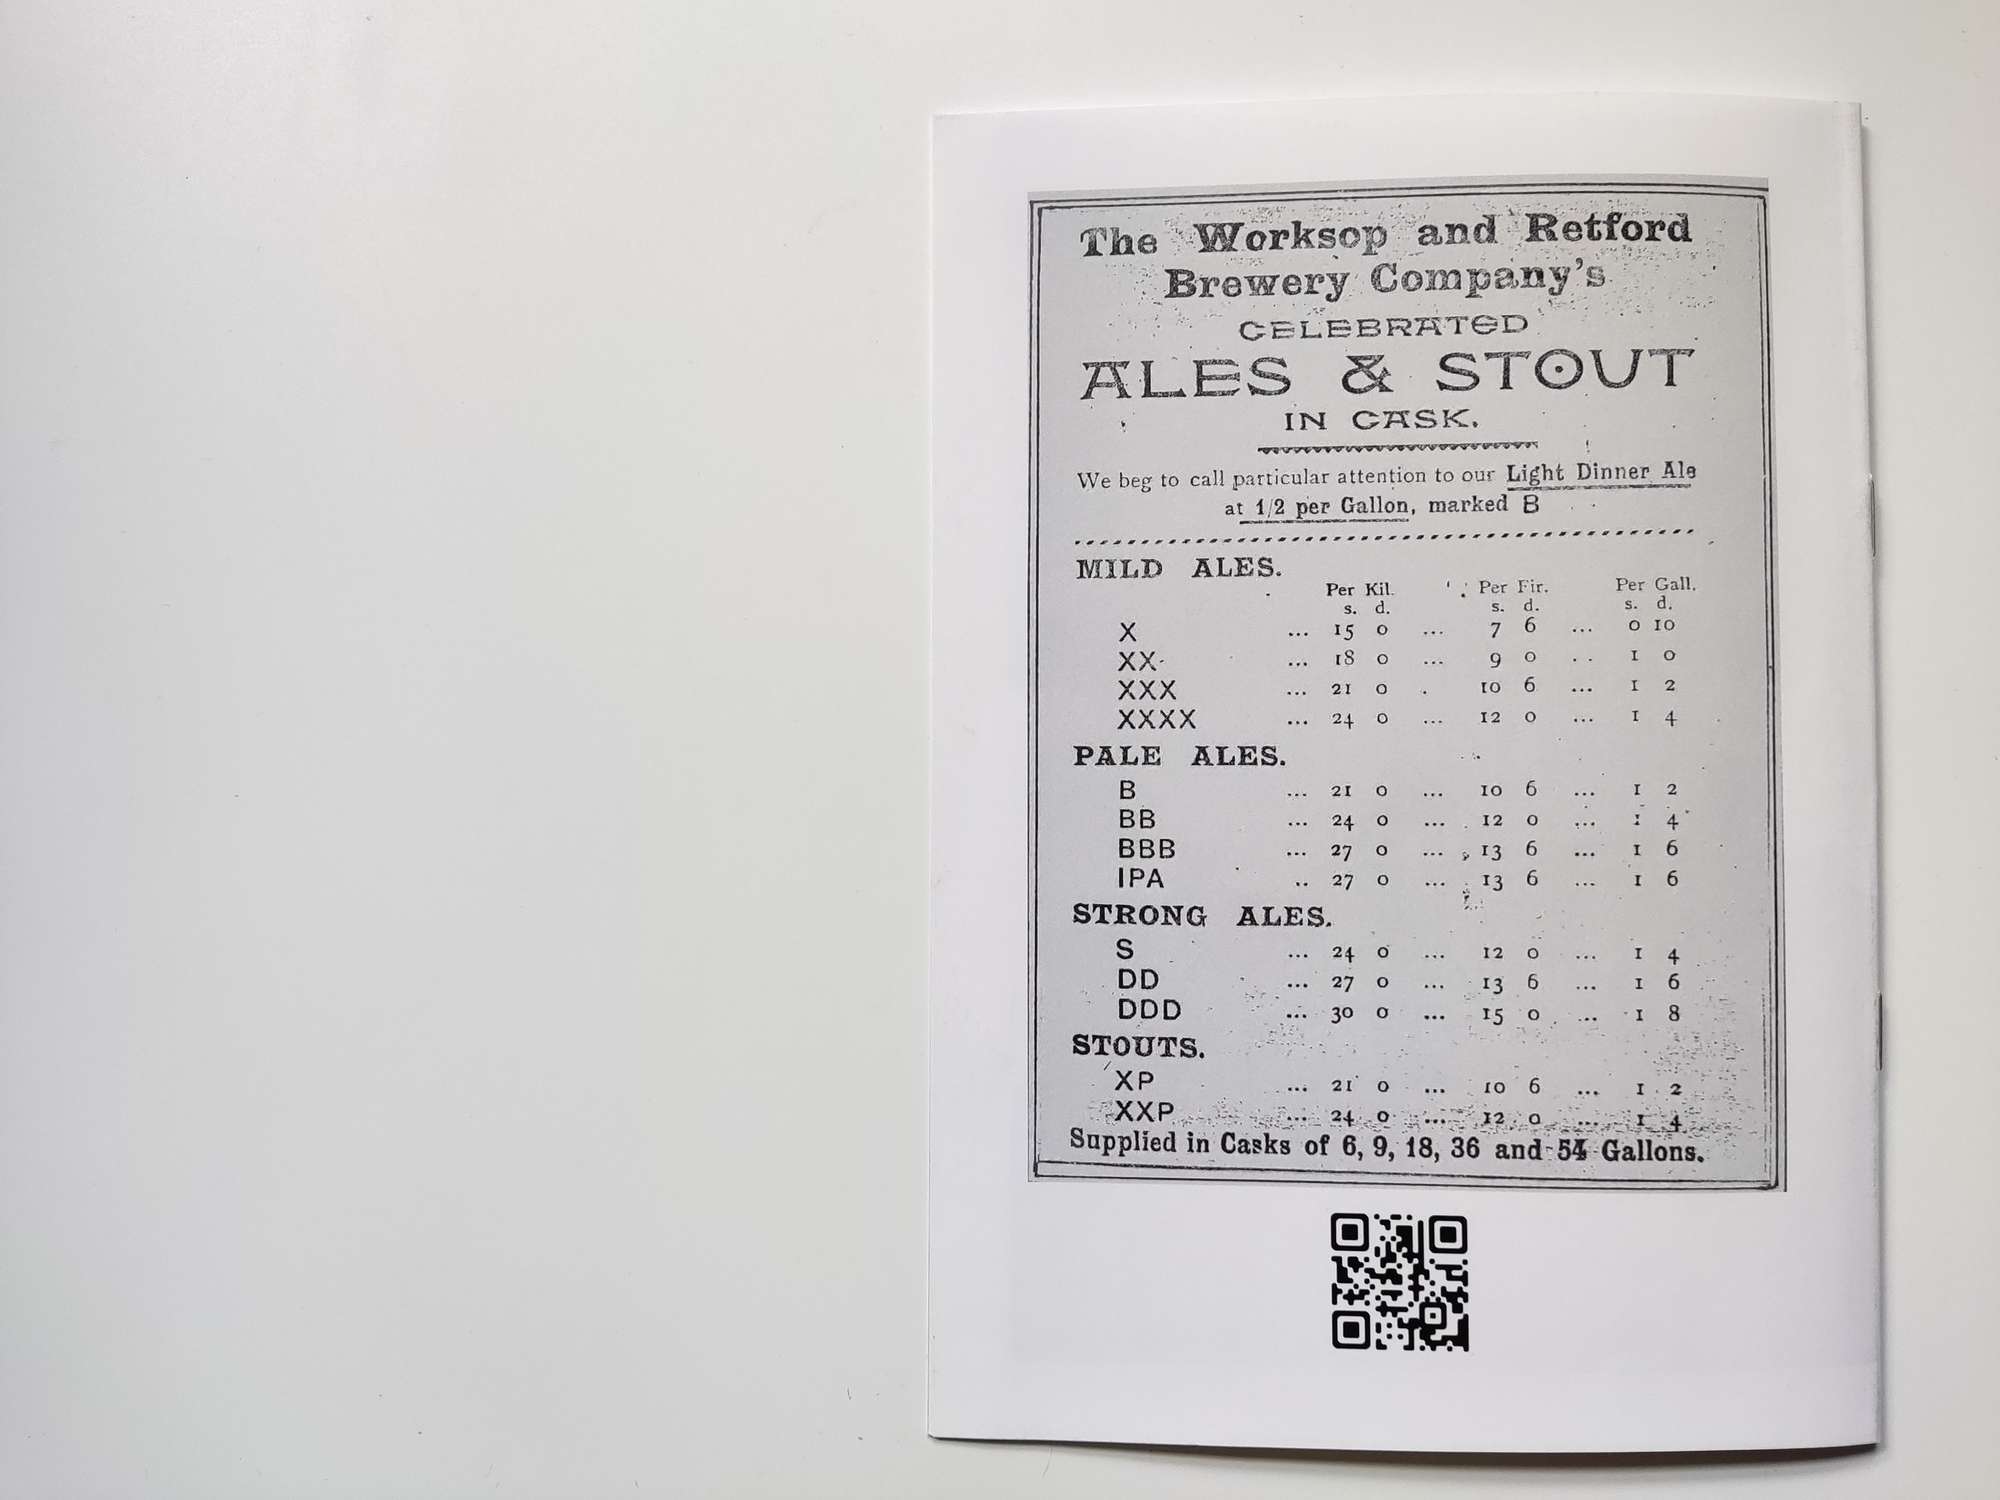 The Worksop and Retford
Brewery Company's
CELEBRATED
ALES & STOUT
IN CASK.
We beg to call particular attention to our Light Dinner Ale
at 1/2 per Gallon, marked B
MILD ALES.
Per Kil. Per Fir. Per Gall.
s. d. s. d. s. d.
X ... 15 0 ... 7 6 ... 0 10
XX ... 18 0 ... 9 0 .. 1 0
XXX ... 21 0 . 10 6 ... 1 2
XXXX ... 24 0 ... 12 0 ... 1 4
PALE ALES.
B ... 21 0 ... 10 6 ... 1 2
BB ... 24 0 ... 12 0 ... 1 4
BBB ... 27 0 ... 13 6 ... 1 6
IPA .. 27 0 ... 13 6 ... 1 6
STRONG ALES.
S ... 24 0 ... 12 0 ... 1 4
DD ... 27 0 ... 13 6 ... 1 6
DDD ... 30 0 ... 15 0 ... 1 8
STOUTS.
XP ... 21 0 ... 10 6 ... 1 2
XXP ... 24 0 ... 12 0 ... 1 4
Supplied in Casks of 6, 9, 18, 36 and 54 Gallons.